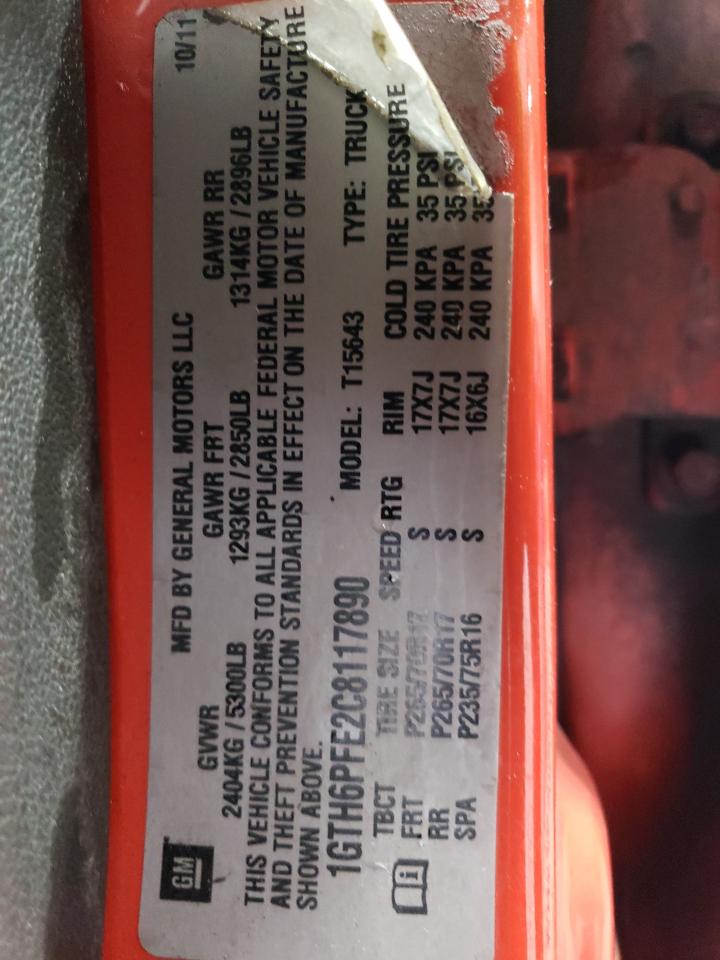 GM
MFD BY GENERAL MOTORS LLC 10/11
GVWR GAWR FRT GAWR RR
2404KG / 5300LB 1293KG / 2850LB 1314KG / 2896LB
THIS VEHICLE CONFORMS TO ALL APPLICABLE FEDERAL MOTOR VEHICLE SAFETY
AND THEFT PREVENTION STANDARDS IN EFFECT ON THE DATE OF MANUFACTURE
SHOWN ABOVE.
1GTH6PFE2C8117890 MODEL: T15643 TYPE: TRUCK
TBCT TIRE SIZE SPEED RTG RIM COLD TIRE PRESSURE
FRT P265/70R17 S 17X7J 240 KPA 35 PSI
RR P265/70R17 S 17X7J 240 KPA 35 PSI
SPA P235/75R16 S 16X6J 240 KPA 35